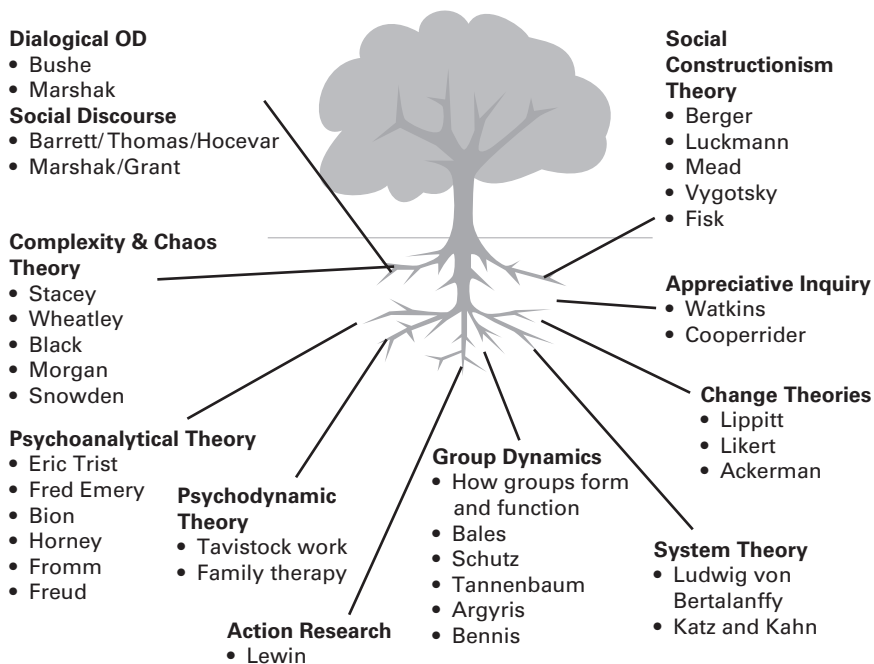 Dialogical OD
• Bushe
• Marshak
Social Discourse
• Barrett/Thomas/Hocevar
• Marshak/Grant
Complexity & Chaos
Theory
• Stacey
• Wheatley
• Black
• Morgan
• Snowden
Psychoanalytical Theory
• Eric Trist
• Fred Emery
• Bion
• Horney
• Fromm
• Freud
Psychodynamic
Theory
• Tavistock work
• Family therapy
Action Research
• Lewin
Group Dynamics
• How groups form
and function
• Bales
• Schutz
• Tannenbaum
• Argyris
• Bennis
Social
Constructionism
Theory
• Berger
• Luckmann
• Mead
• Vygotsky
• Fisk
Appreciative Inquiry
• Watkins
• Cooperrider
Change Theories
• Lippitt
• Likert
• Ackerman
System Theory
• Ludwig von
Bertalanffy
• Katz and Kahn